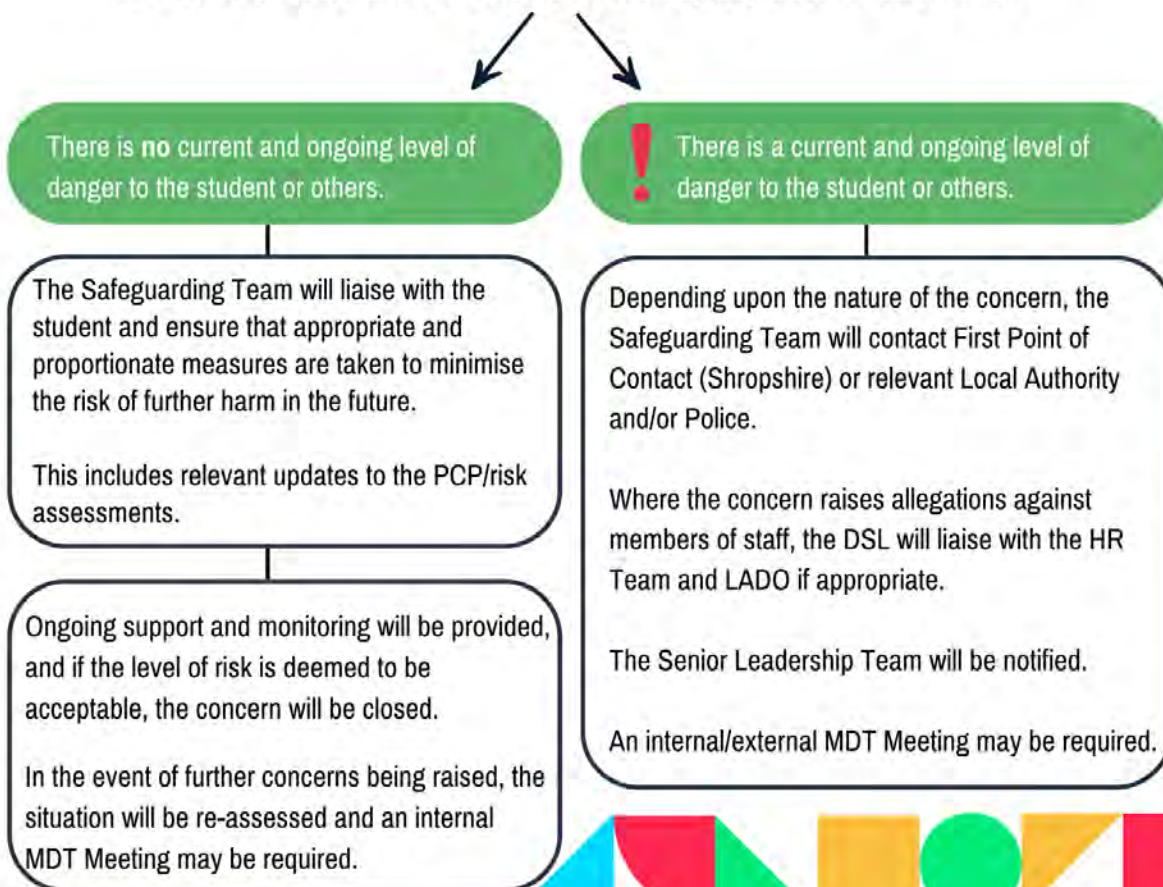 There is no current and ongoing level of
danger to the student or others.
The Safeguarding Team will liaise with the
student and ensure that appropriate and
proportionate measures are taken to minimise
the risk of further harm in the future.
This includes relevant updates to the PCP/risk
assessments.
Ongoing support and monitoring will be provided,
and if the level of risk is deemed to be
acceptable, the concern will be closed.
In the event of further concerns being raised, the
situation will be re-assessed and an internal
MDT Meeting may be required.
! There is a current and ongoing level of
danger to the student or others.
Depending upon the nature of the concern, the
Safeguarding Team will contact First Point of
Contact (Shropshire) or relevant Local Authority
and/or Police.
Where the concern raises allegations against
members of staff, the DSL will liaise with the HR
Team and LADO if appropriate.
The Senior Leadership Team will be notified.
An internal/external MDT Meeting may be required.